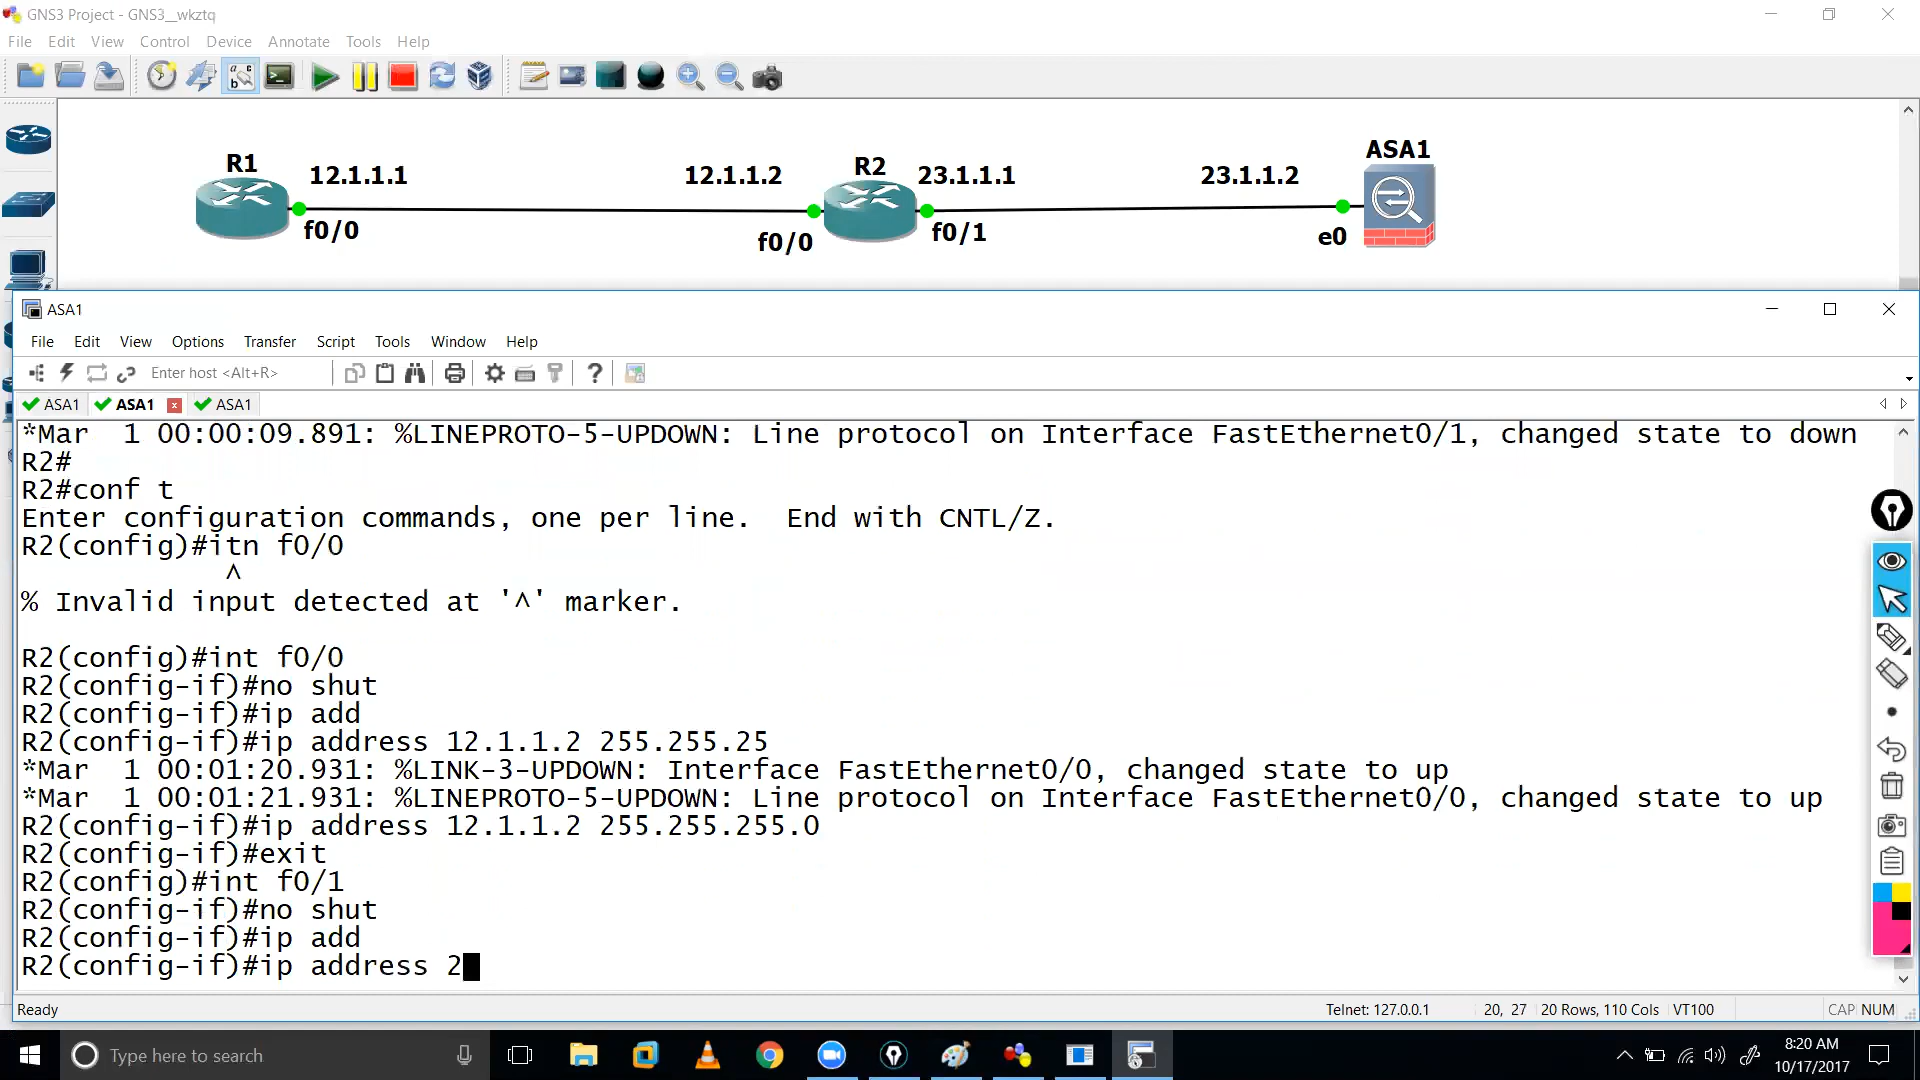 GNS3 Project - GNS3__wkztq
File Edit View Control Device Annotate Tools Help
R1 12.1.1.1 12.1.1.2 R2 23.1.1.1 23.1.1.2 ASA1
f0/0 f0/0 f0/1 e0
ASA1
File Edit View Options Transfer Script Tools Window Help
Enter host <Alt+R>
ASA1 ASA1 ASA1
*Mar  1 00:00:09.891: %LINEPROTO-5-UPDOWN: Line protocol on Interface FastEthernet0/1, changed state to down
R2#
R2#conf t
Enter configuration commands, one per line.  End with CNTL/Z.
R2(config)#itn f0/0
            ^
% Invalid input detected at '^' marker.
R2(config)#int f0/0
R2(config-if)#no shut
R2(config-if)#ip add
R2(config-if)#ip address 12.1.1.2 255.255.25
*Mar  1 00:01:20.931: %LINK-3-UPDOWN: Interface FastEthernet0/0, changed state to up
*Mar  1 00:01:21.931: %LINEPROTO-5-UPDOWN: Line protocol on Interface FastEthernet0/0, changed state to up
R2(config-if)#ip address 12.1.1.2 255.255.255.0
R2(config-if)#exit
R2(config)#int f0/1
R2(config-if)#no shut
R2(config-if)#ip add
R2(config-if)#ip address 2
Ready Telnet: 127.0.0.1 20, 27 20 Rows, 110 Cols VT100 CAP NUM
Type here to search 8:20 AM
10/17/2017